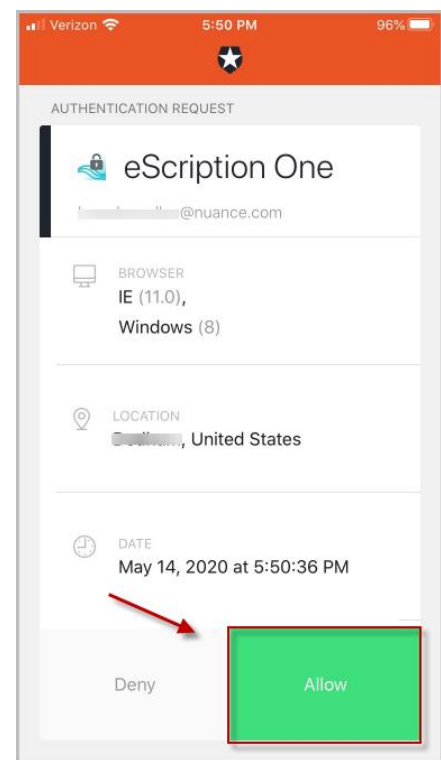 Verizon 5:50 PM 96%
AUTHENTICATION REQUEST
eScription One
@nuance.com
BROWSER
IE (11.0),
Windows (8)
LOCATION
, United States
DATE
May 14, 2020 at 5:50:36 PM
Deny Allow